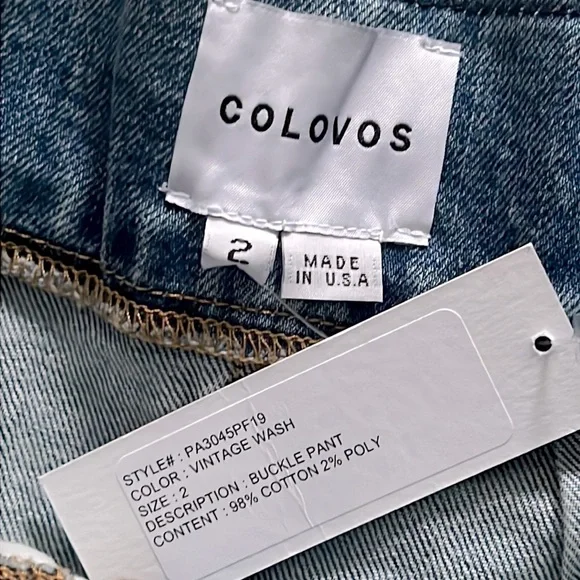 COLOVOS
2
MADE
IN U.S.A
STYLE# : PA3045PF19
COLOR : VINTAGE WASH
SIZE : 2
DESCRIPTION : BUCKLE PANT
CONTENT : 98% COTTON 2% POLY